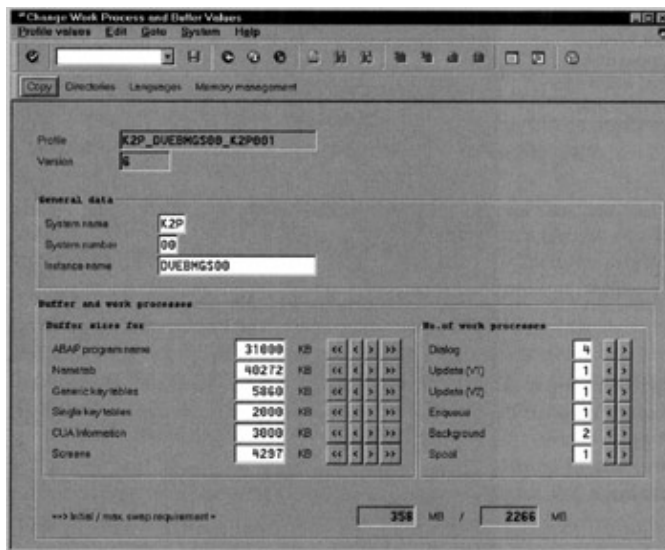 Change Work Process and Buffer Values
Profile values Edit Goto System Help
Copy Directories Languages Memory management
Profile K2P_DVEBMGS00_K2P001
Version 6
General data
System name K2P
System number 00
Instance name DVEBMGS00
Buffer and work processes
Buffer sizes for
ABAP program name 31000 KB << < > >>
Nametab 40272 KB << < > >>
Generic key tables 5860 KB << < > >>
Single key tables 2000 KB << < > >>
CUA Information 3000 KB << < > >>
Screens 4297 KB << < > >>
No.of work processes
Dialog 4 < >
Update (V1) 1 < >
Update (V2) 1 < >
Enqueue 1 < >
Background 2 < >
Spool 1 < >
==> Initial / max. swap requirement = 358 MB / 2266 MB